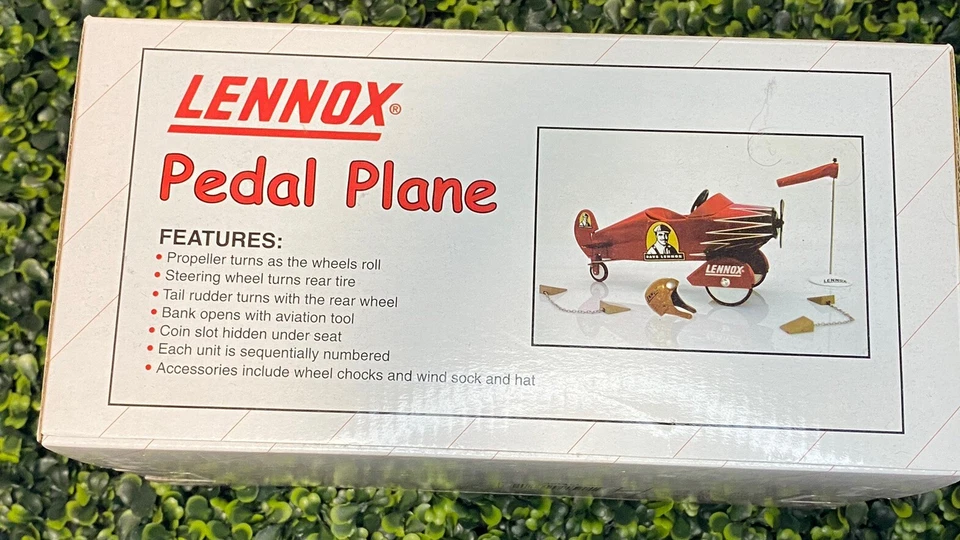 LENNOX®
Pedal Plane
FEATURES:
• Propeller turns as the wheels roll
• Steering wheel turns rear tire
• Tail rudder turns with the rear wheel
• Bank opens with aviation tool
• Coin slot hidden under seat
• Each unit is sequentially numbered
• Accessories include wheel chocks and wind sock and hat
DAVE LENNOX
LENNOX
LENNOX